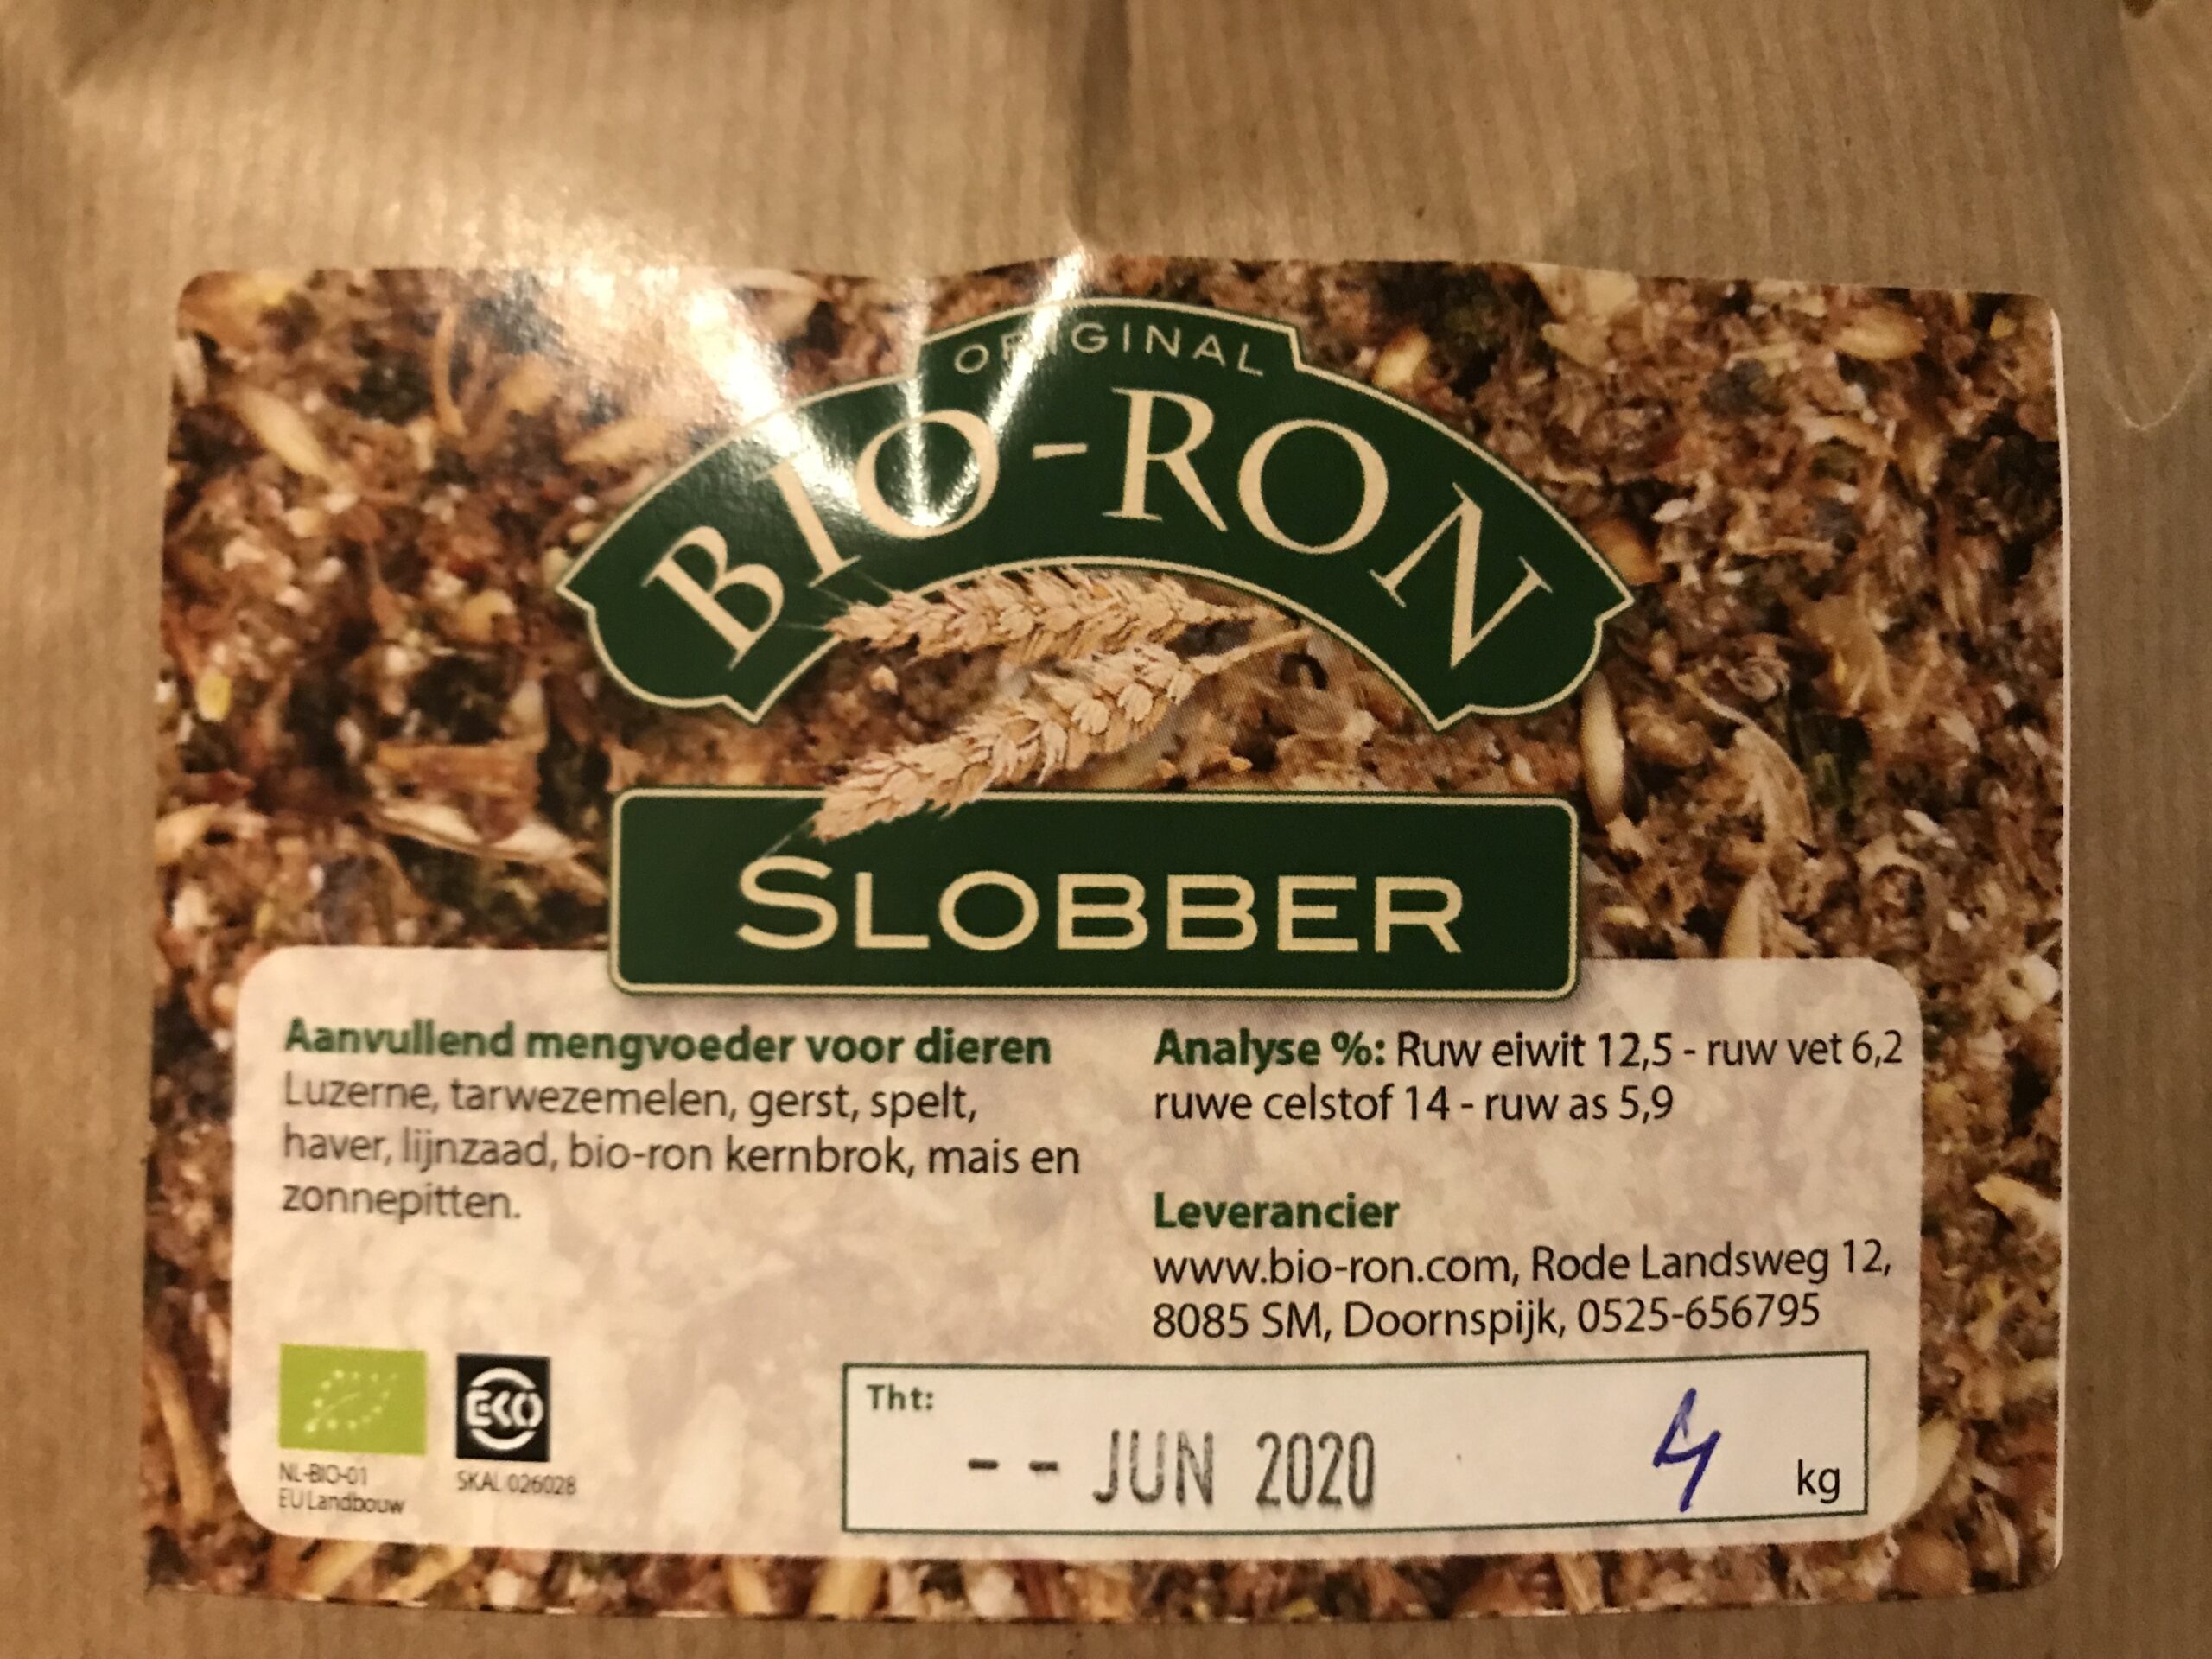 ORIGINAL
BIO-RON
SLOBBER
Aanvullend mengvoeder voor dieren
Luzerne, tarwezemelen, gerst, spelt,
haver, lijnzaad, bio-ron kernbrok, mais en
zonnepitten.
Analyse %: Ruw eiwit 12,5 - ruw vet 6,2
ruwe celstof 14 - ruw as 5,9
Leverancier
www.bio-ron.com, Rode Landsweg 12,
8085 SM, Doornspijk, 0525-656795
EKO
NL-BIO-01
EU Landbouw
SKAL 026028
Tht:
-- JUN 2020 4 kg